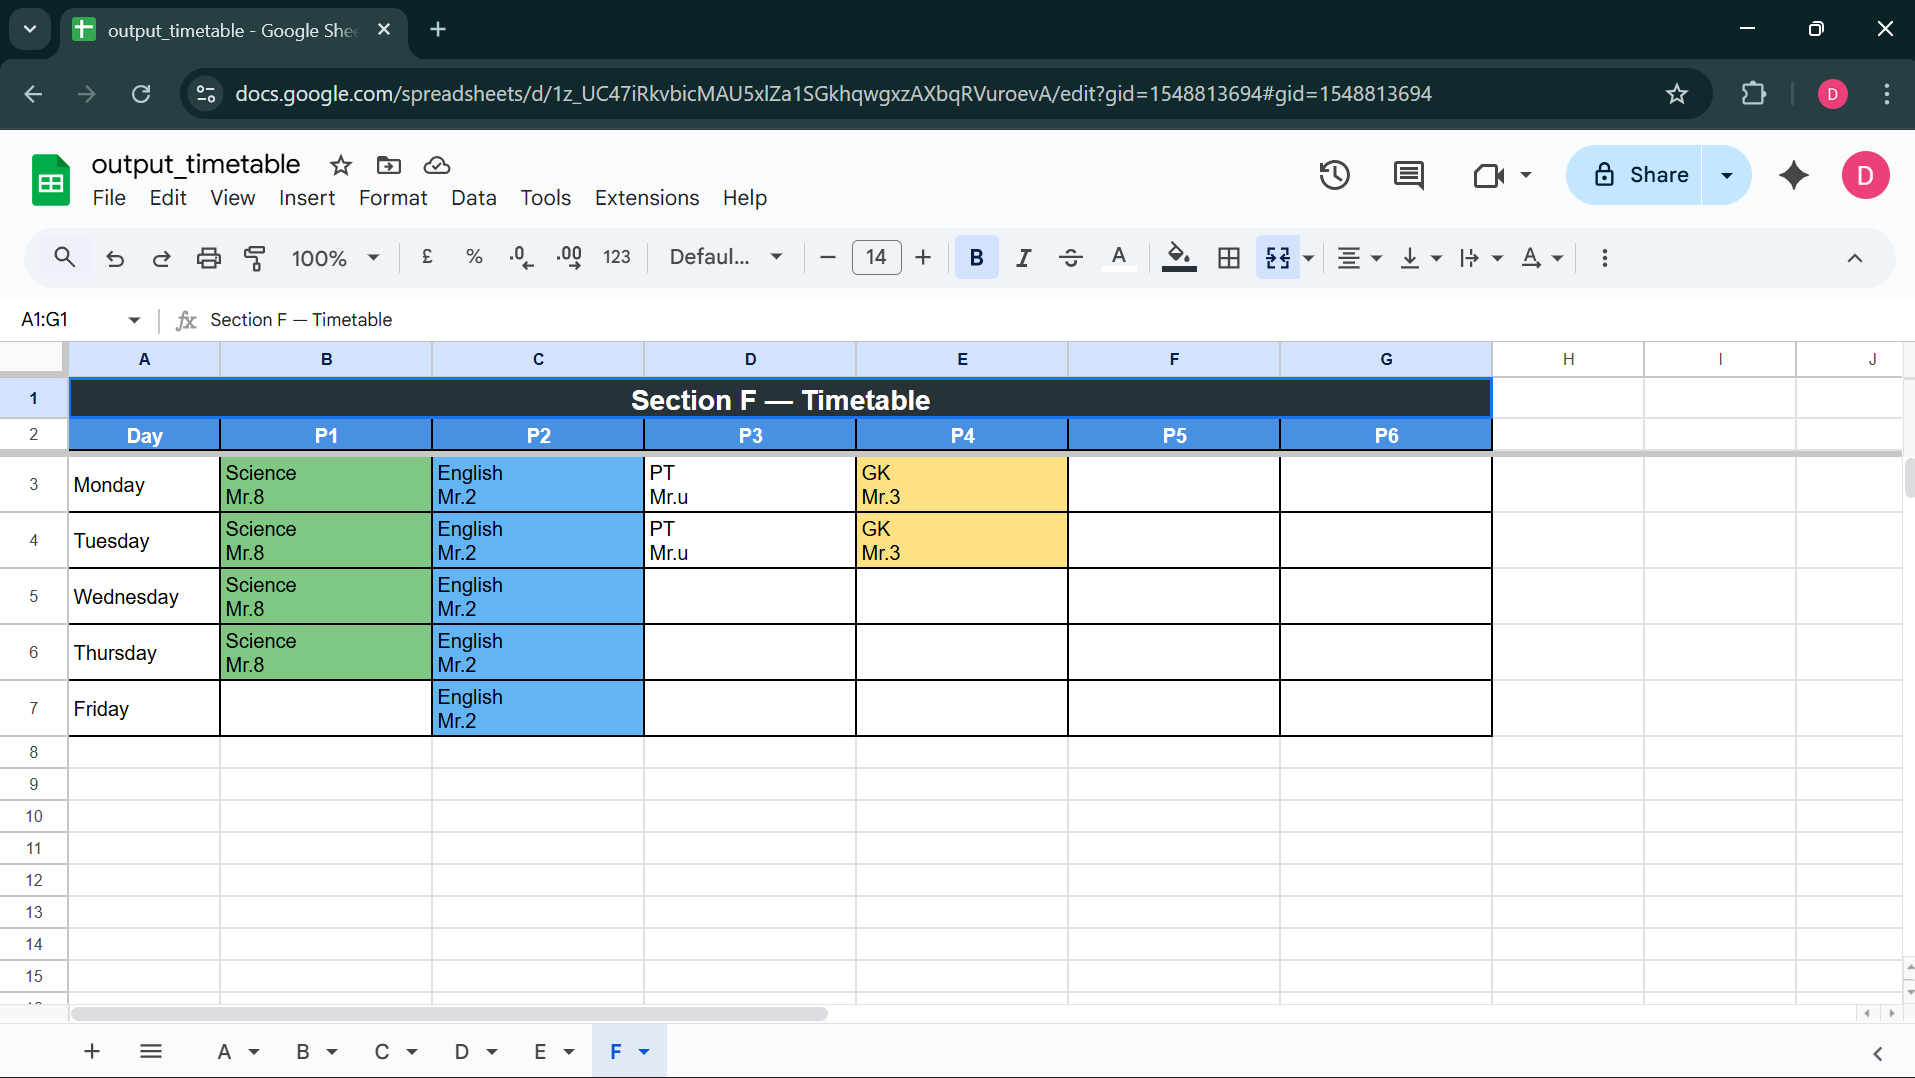 output_timetable - Google She
docs.google.com/spreadsheets/d/1z_UC47iRkvbicMAU5xlZa1SGkhqwgxzAXbqRVuroevA/edit?gid=1548813694#gid=1548813694
D
output_timetable
File Edit View Insert Format Data Tools Extensions Help
Share
D
100% £ % .0 .00 123 Defaul... 14 B I S A A
A1:G1 fx Section F — Timetable
A B C D E F G H I J
1 Section F — Timetable
2 Day P1 P2 P3 P4 P5 P6
3 Monday Science Mr.8 English Mr.2 PT Mr.u GK Mr.3
4 Tuesday Science Mr.8 English Mr.2 PT Mr.u GK Mr.3
5 Wednesday Science Mr.8 English Mr.2
6 Thursday Science Mr.8 English Mr.2
7 Friday English Mr.2
8
9
10
11
12
13
14
15
A B C D E F